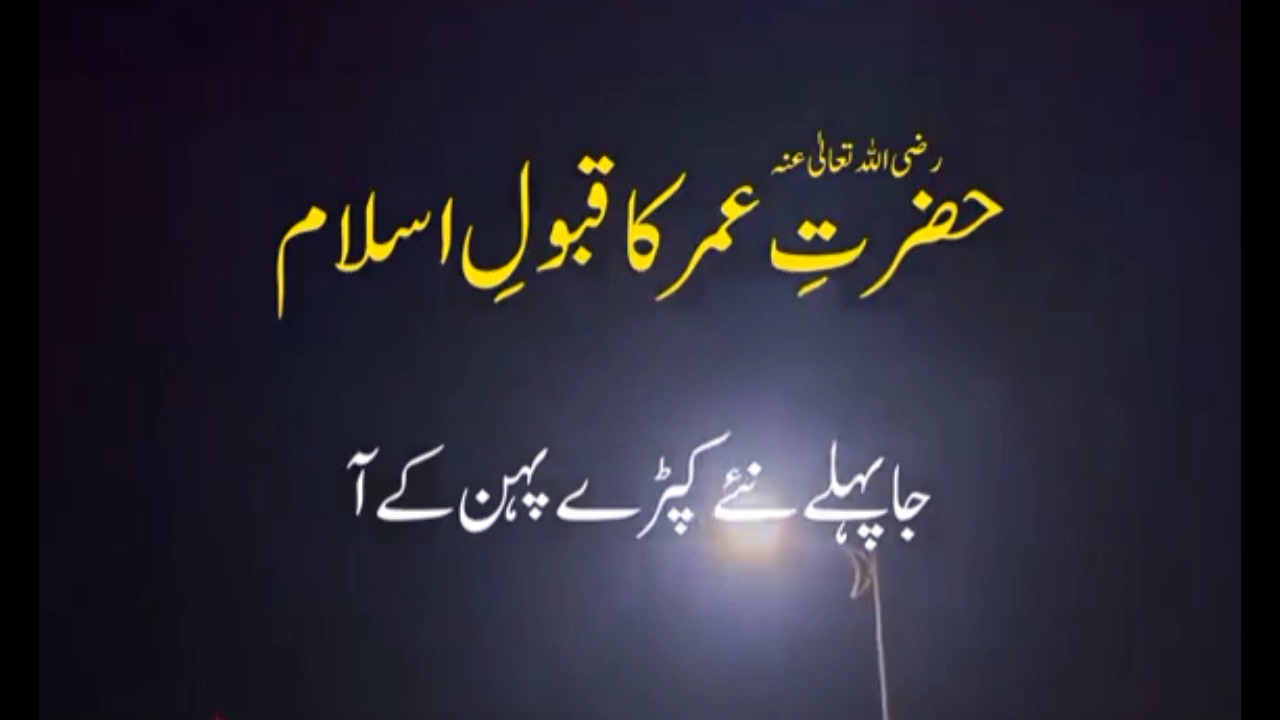 رضی اللہ تعالیٰ عنہ
حضرتِ عمر کا قبولِ اسلام
جا پہلے نئے کپڑے پہن کے آ